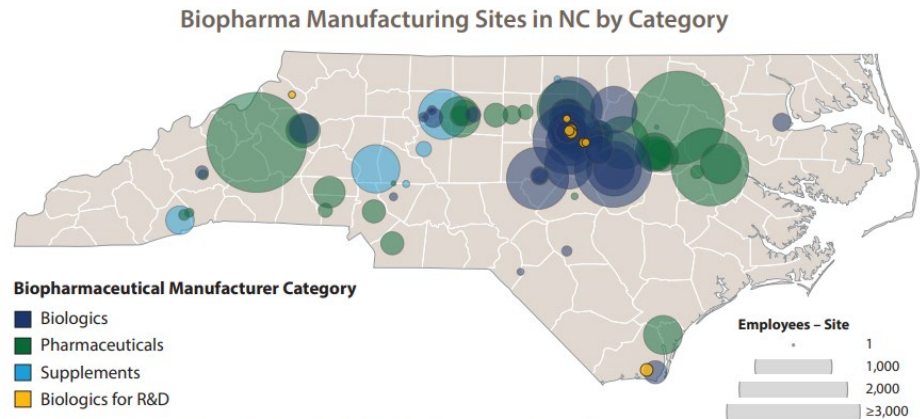 Biopharma Manufacturing Sites in NC by Category
Biopharmaceutical Manufacturer Category
Biologics
Pharmaceuticals
Supplements
Biologics for R&D
Employees – Site
1
1,000
2,000
≥3,000